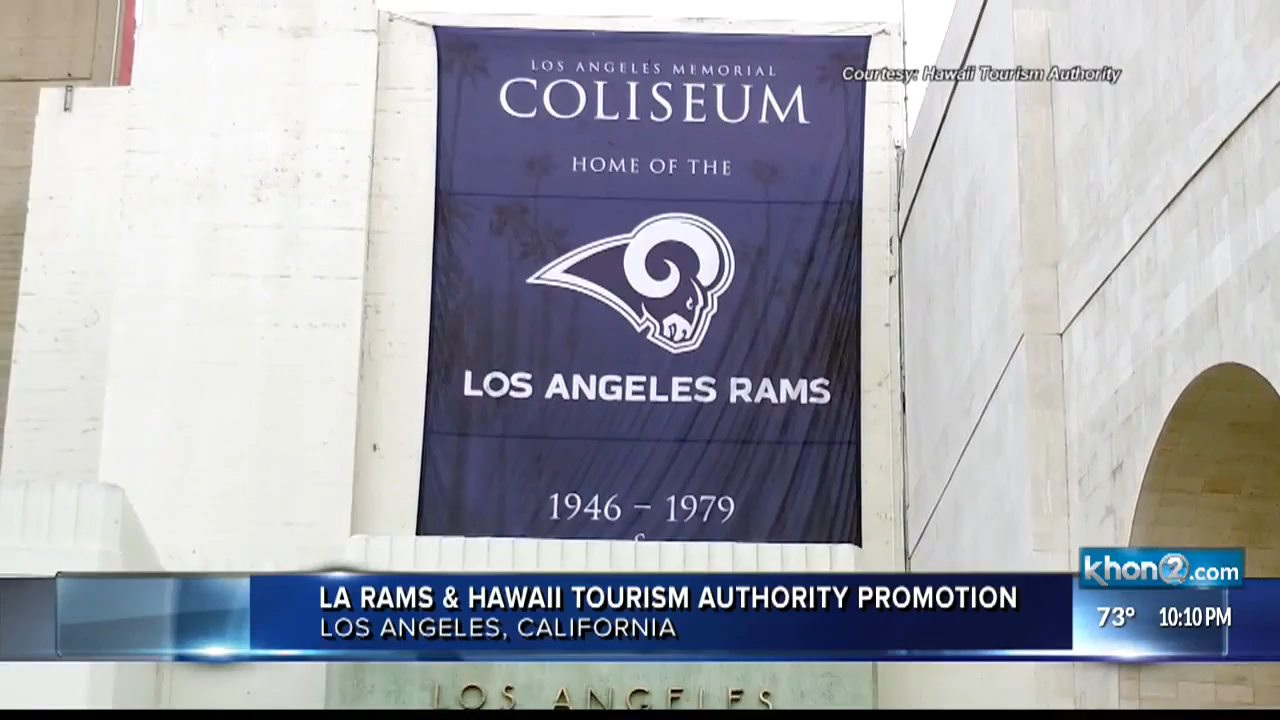 LOS ANGELES MEMORIAL
COLISEUM
Courtesy: Hawaii Tourism Authority
HOME OF THE
LOS ANGELES RAMS
1946 – 1979
khon2.com
LA RAMS & HAWAII TOURISM AUTHORITY PROMOTION
LOS ANGELES, CALIFORNIA
73° 10:10 PM
LOS ANGELES